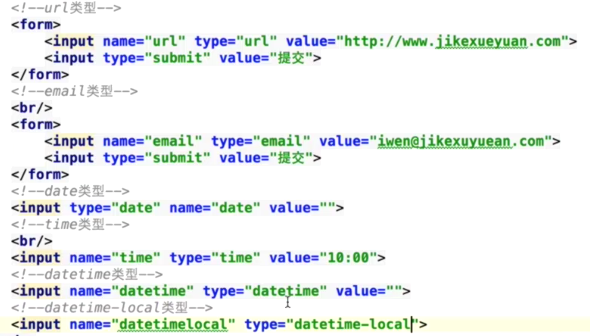 <!--url类型-->
<form>
<input name="url" type="url" value="http://www.jikexueyuan.com">
<input type="submit" value="提交">
</form>
<!--email类型-->
<br/>
<form>
<input name="email" type="email" value="iwen@jikexuyuean.com">
<input type="submit" value="提交">
</form>
<!--date类型-->
<input type="date" name="date" value="">
<!--time类型-->
<br/>
<input name="time" type="time" value="10:00">
<!--datetime类型-->
<input name="datetime" type="datetime" value="">
<!--datetime-local类型-->
<input name="datetimelocal" type="datetime-local">